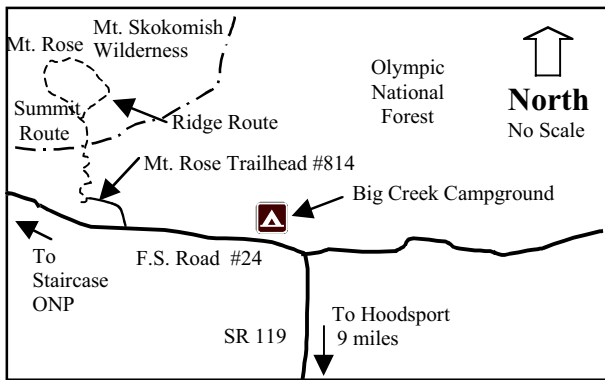 Mt. Skokomish
Wilderness
Mt. Rose
Olympic
National
Forest
North
No Scale
Summit
Route
Ridge Route
Mt. Rose Trailhead #814
Big Creek Campground
To
Staircase
ONP
F.S. Road #24
SR 119
To Hoodsport
9 miles